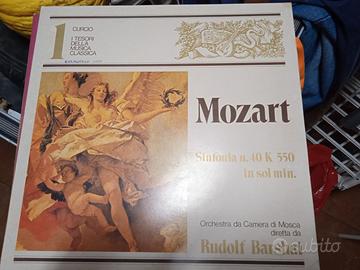 1
CURCIO
I TESORI
DELLA
MUSICA
CLASSICA
Mozart
Sinfonia n. 40 K 550
in sol min.
Orchestra da Camera di Mosca
diretta da
Rudolf Barshai
subito